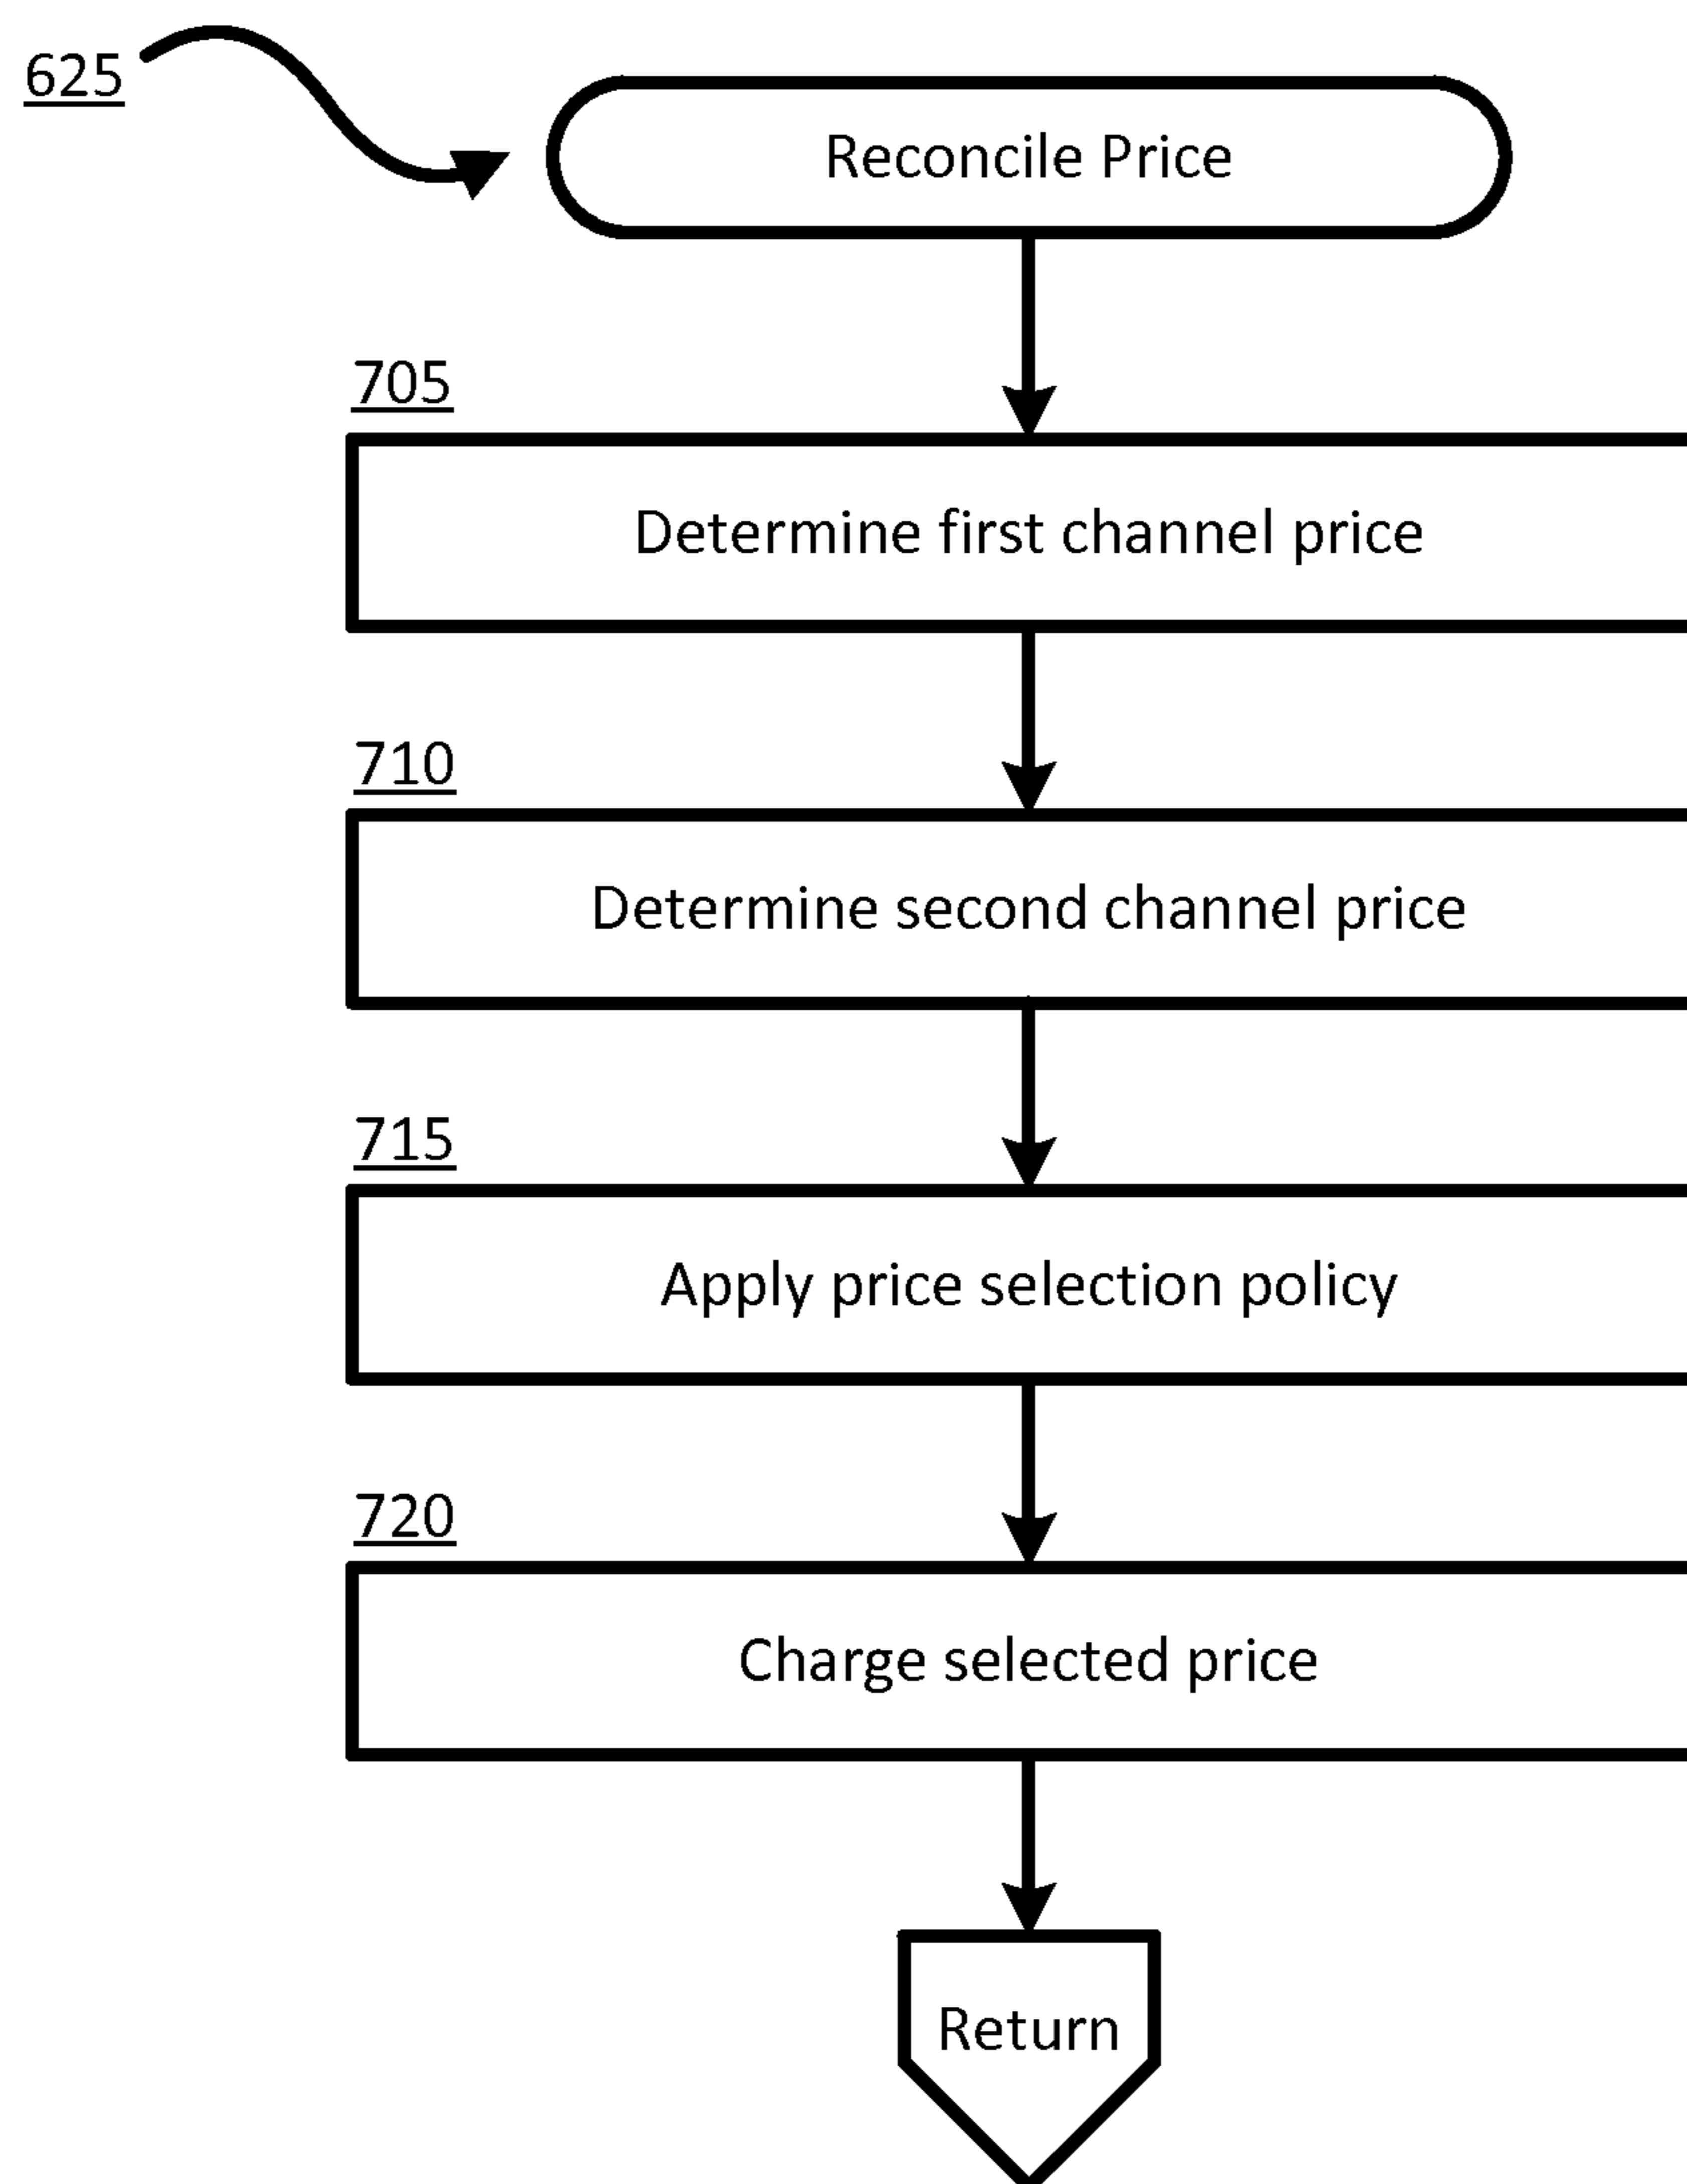 625
Reconcile Price
705
Determine first channel price
710
Determine second channel price
715
Apply price selection policy
720
Charge selected price
Return